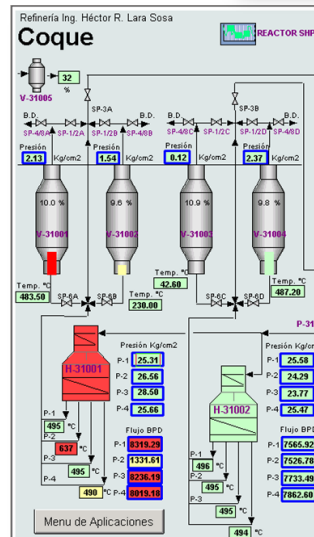 Refinería Ing. Héctor R. Lara Sosa
Coque
REACTOR SHP
32
%
V-31005
SP-3A
SP-3B
B.D. B.D. B.D. B.D.
SP-4/8A SP-1/2A SP-1/2B SP-4/8B SP-4/8C SP-1/2C SP-1/2D SP-4/8D
Presión Presión Presión Presión
2.13 Kg/cm2 1.54 Kg/cm2 0.12 Kg/cm2 2.37 Kg/cm2
10.0 % 9.6 % 10.9 % 9.8 %
V-31001 V-31002 V-31003 V-31004
Temp. °C Temp. °C Temp. °C
483.50 SP-6A SP-6B 42.60 SP-6C SP-6D 487.20
Temp. °C
230.00
P-31
Presión Kg/cm2 Presión Kg/cm
H-31001
P-1 25.31 P-1 25.58
P-2 26.56 P-2 24.29
P-3 28.50 P-3 23.77
P-4 25.66 P-4 25.47
H-31002
P-1
495 °C
P-2
637 °C
P-3
495 °C
P-4
490 °C
Flujo BPD
P-1 8319.29
P-2 1331.61
P-3 8236.19
P-4 8019.18
P-1
496 °C
P-2
495 °C
P-3
495 °C
P-4
494 °C
Flujo BPD
P-1 7565.92
P-2 7526.78
P-3 7733.49
P-4 7862.60
Menu de Aplicaciones